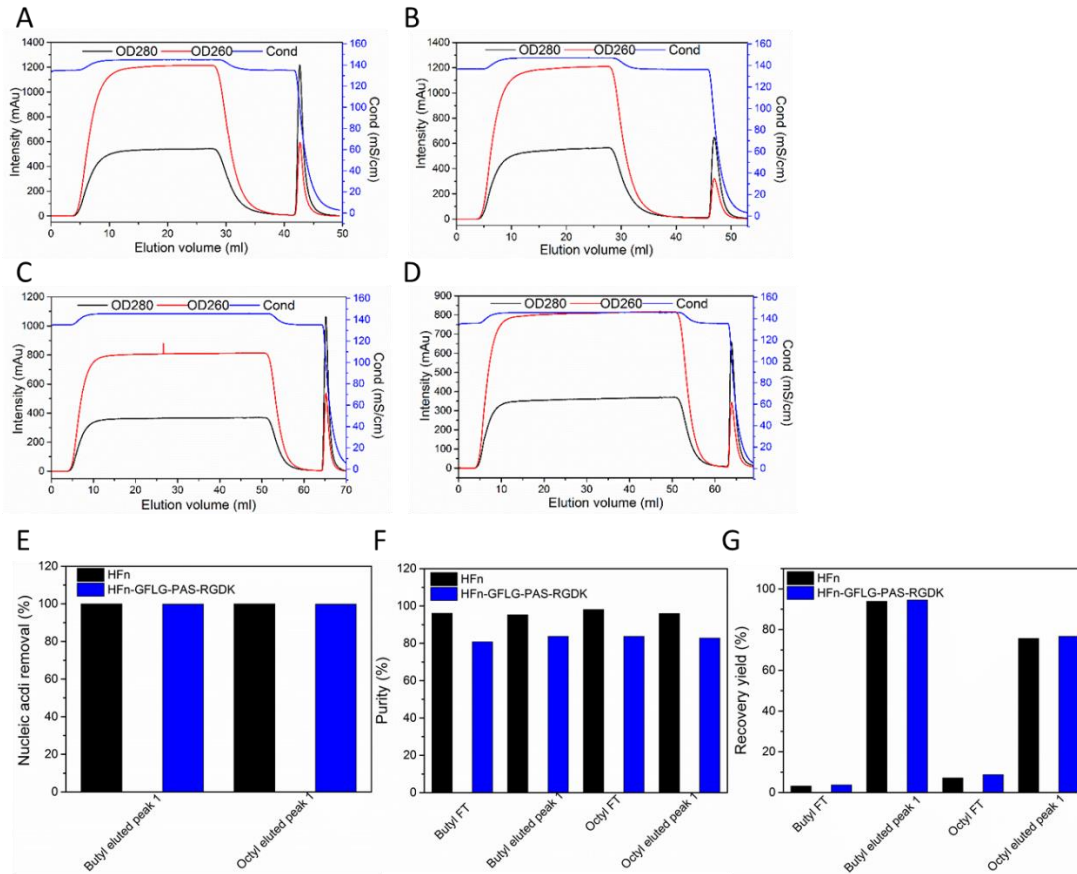 A
OD280 OD260 Cond
1400
1200
1000
800
600
400
200
0
160
140
120
100
80
60
40
20
0
0 10 20 30 40 50
Intensity (mAu)
Cond (mS/cm)
Elution volume (ml)
B
OD280 OD260 Cond
1400
1200
1000
800
600
400
200
0
160
140
120
100
80
60
40
20
0
0 10 20 30 40 50
Intensity (mAu)
Cond (mS/cm)
Elution volume (ml)
C
OD280 OD260 Cond
1200
1000
800
600
400
200
0
160
140
120
100
80
60
40
20
0
0 10 20 30 40 50 60 70
Intensity (mAu)
Cond (mS/cm)
Elution volume (ml)
D
OD280 OD260 Cond
900
800
700
600
500
400
300
200
100
0
160
140
120
100
80
60
40
20
0
0 10 20 30 40 50 60
Intensity (mAu)
Cond (mS/cm)
Elution volume (ml)
E
HFn
HFn-GFLG-PAS-RGDK
120
100
80
60
40
20
0
Nucleic acdi removal (%)
Butyl eluted peak 1
Octyl eluted peak 1
F
HFn
HFn-GFLG-PAS-RGDK
120
100
80
60
40
20
0
Purity (%)
Butyl FT
Butyl eluted peak 1
Octyl FT
Octyl eluted peak 1
G
HFn
HFn-GFLG-PAS-RGDK
100
80
60
40
20
0
Recovery yield (%)
Butyl FT
Butyl eluted peak 1
Octyl FT
Octyl eluted peak 1